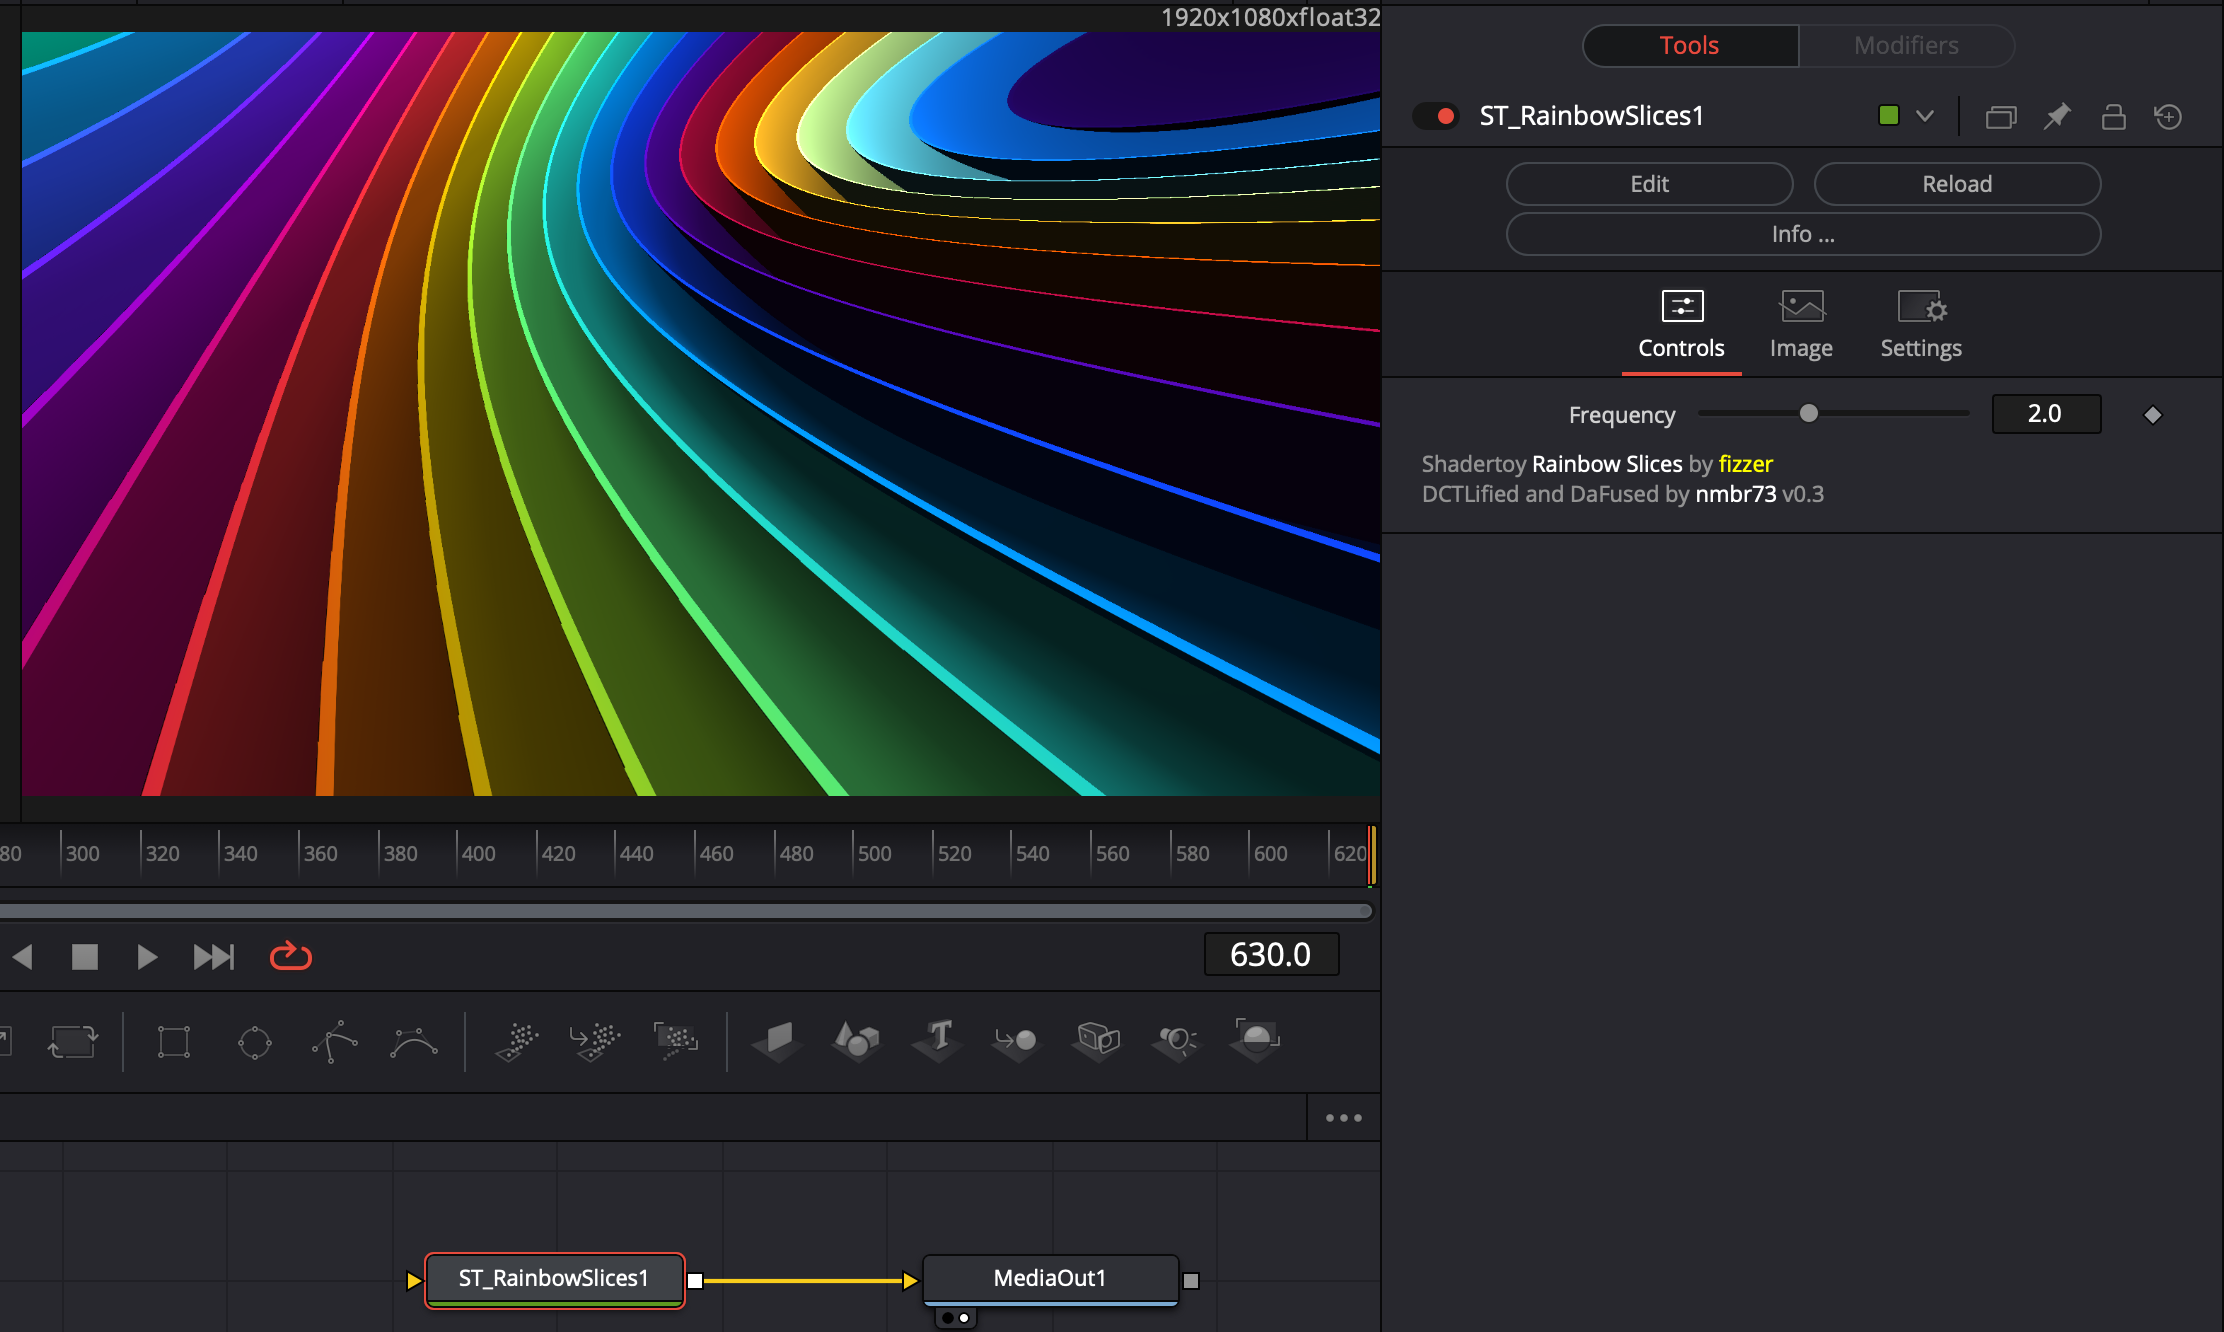 1920x1080xfloat32
Tools Modifiers
ST_RainbowSlices1
Edit Reload
Info ...
Controls Image Settings
Frequency 2.0
Shadertoy Rainbow Slices by fizzer
DCTLified and DaFused by nmbr73 v0.3
80 300 320 340 360 380 400 420 440 460 480 500 520 540 560 580 600 620
630.0
ST_RainbowSlices1 MediaOut1